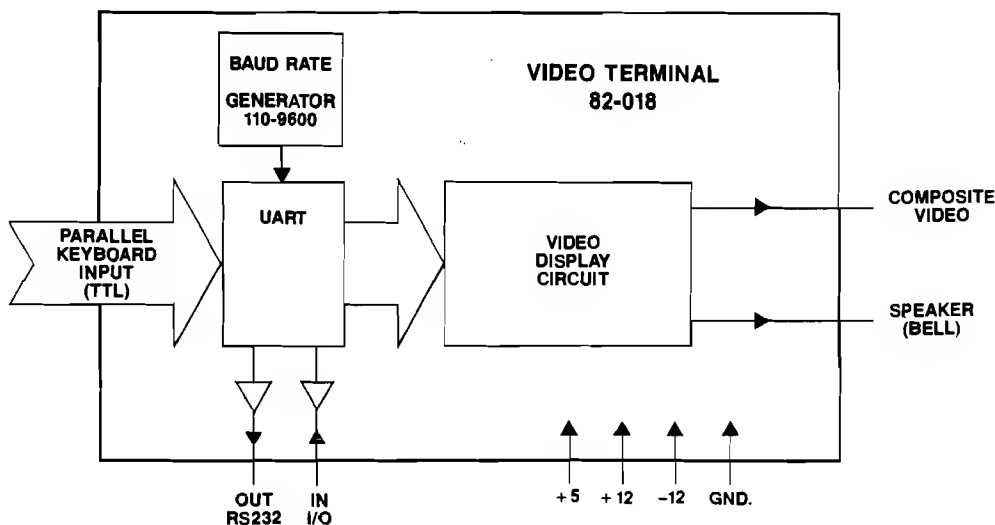 BAUD RATE
GENERATOR
110-9600
VIDEO TERMINAL
82-018
PARALLEL
KEYBOARD
INPUT
(TTL)
UART
VIDEO
DISPLAY
CIRCUIT
COMPOSITE
VIDEO
SPEAKER
(BELL)
OUT
RS232
IN
I/O
+5
+12
-12
GND.